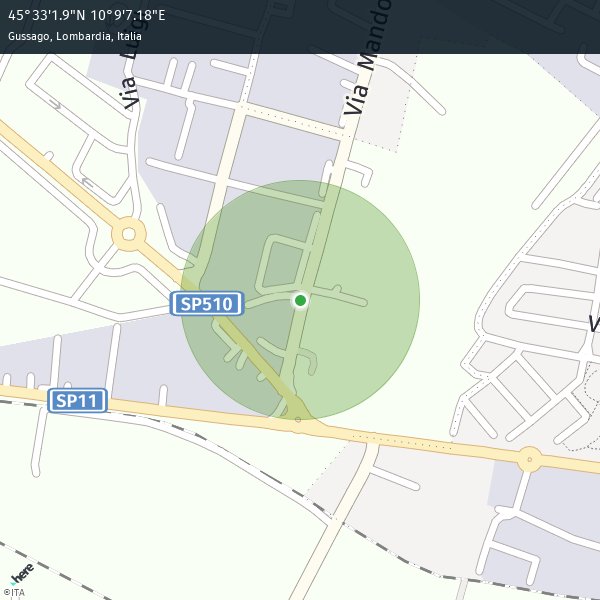 45°33'1.9"N 10°9'7.18"E
Gussago, Lombardia, Italia
Via Mando
SP510
SP11
V
here
©ITA